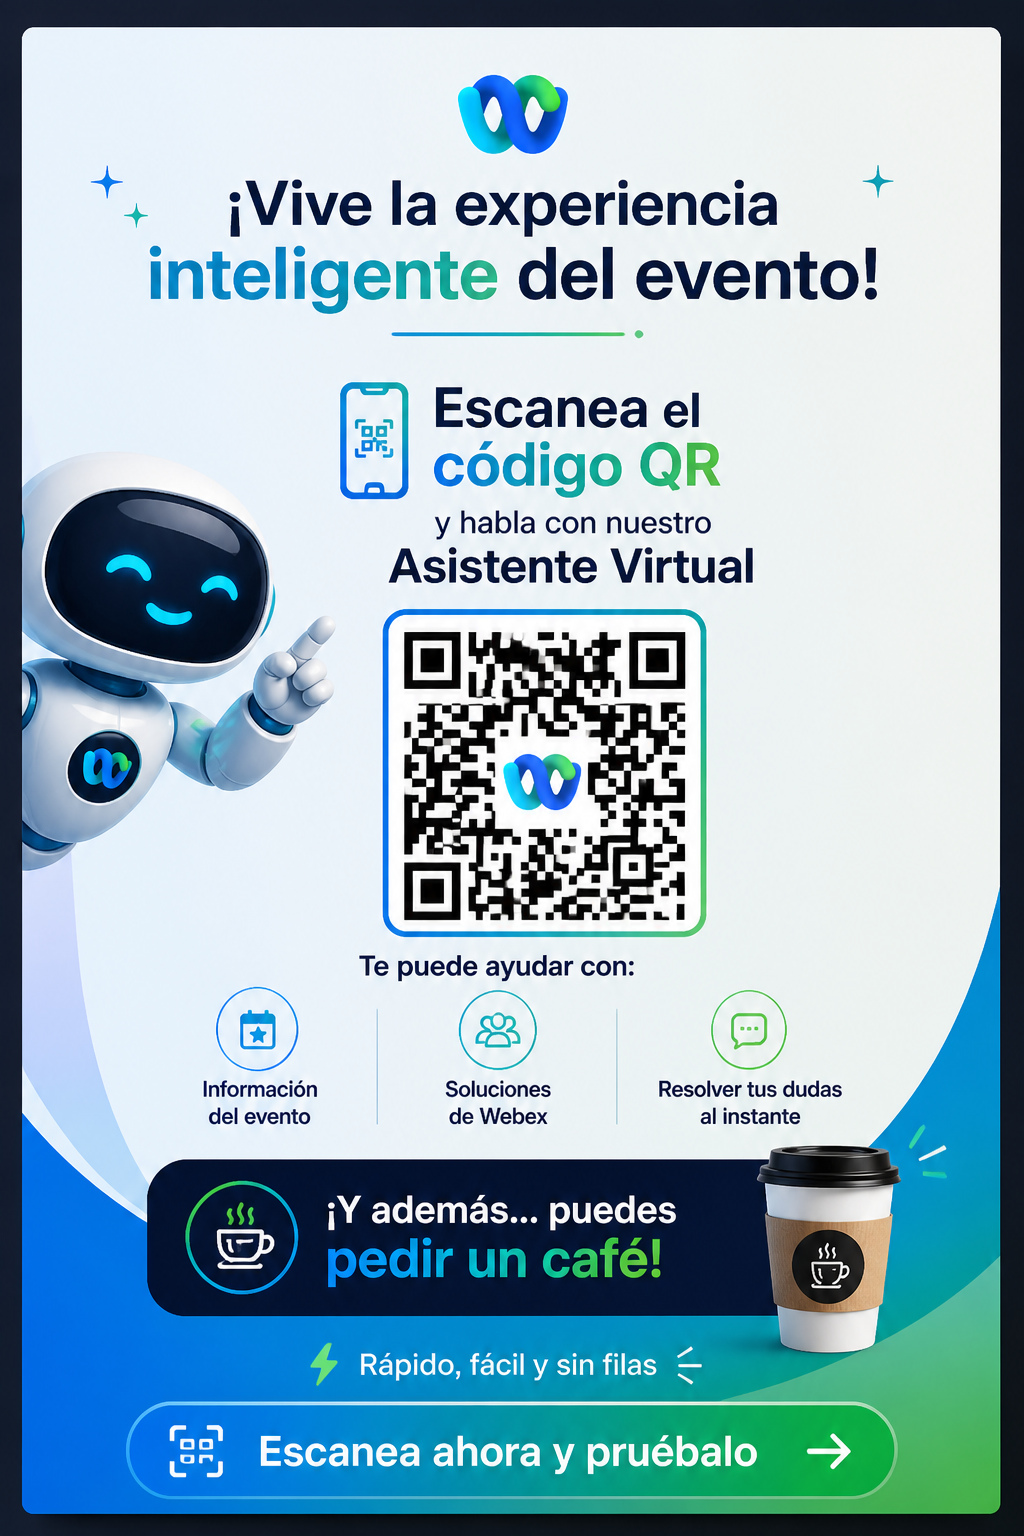 ¡Vive la experiencia
inteligente del evento!
Escanea el
código QR
y habla con nuestro
Asistente Virtual
Te puede ayudar con:
Información
del evento
Soluciones
de Webex
Resolver tus dudas
al instante
¡Y además... puedes
pedir un café!
Rápido, fácil y sin filas
Escanea ahora y pruébalo